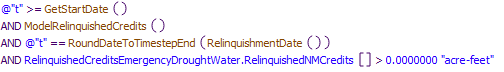 @"t" >= GetStartDate ()
AND ModelRelinquishedCredits ()
AND @"t" == RoundDateToTimestepEnd (RelinquishmentDate ())
AND RelinquishedCreditsEmergencyDroughtWater.RelinquishedNMCredits [] > 0.0000000 "acre-feet"